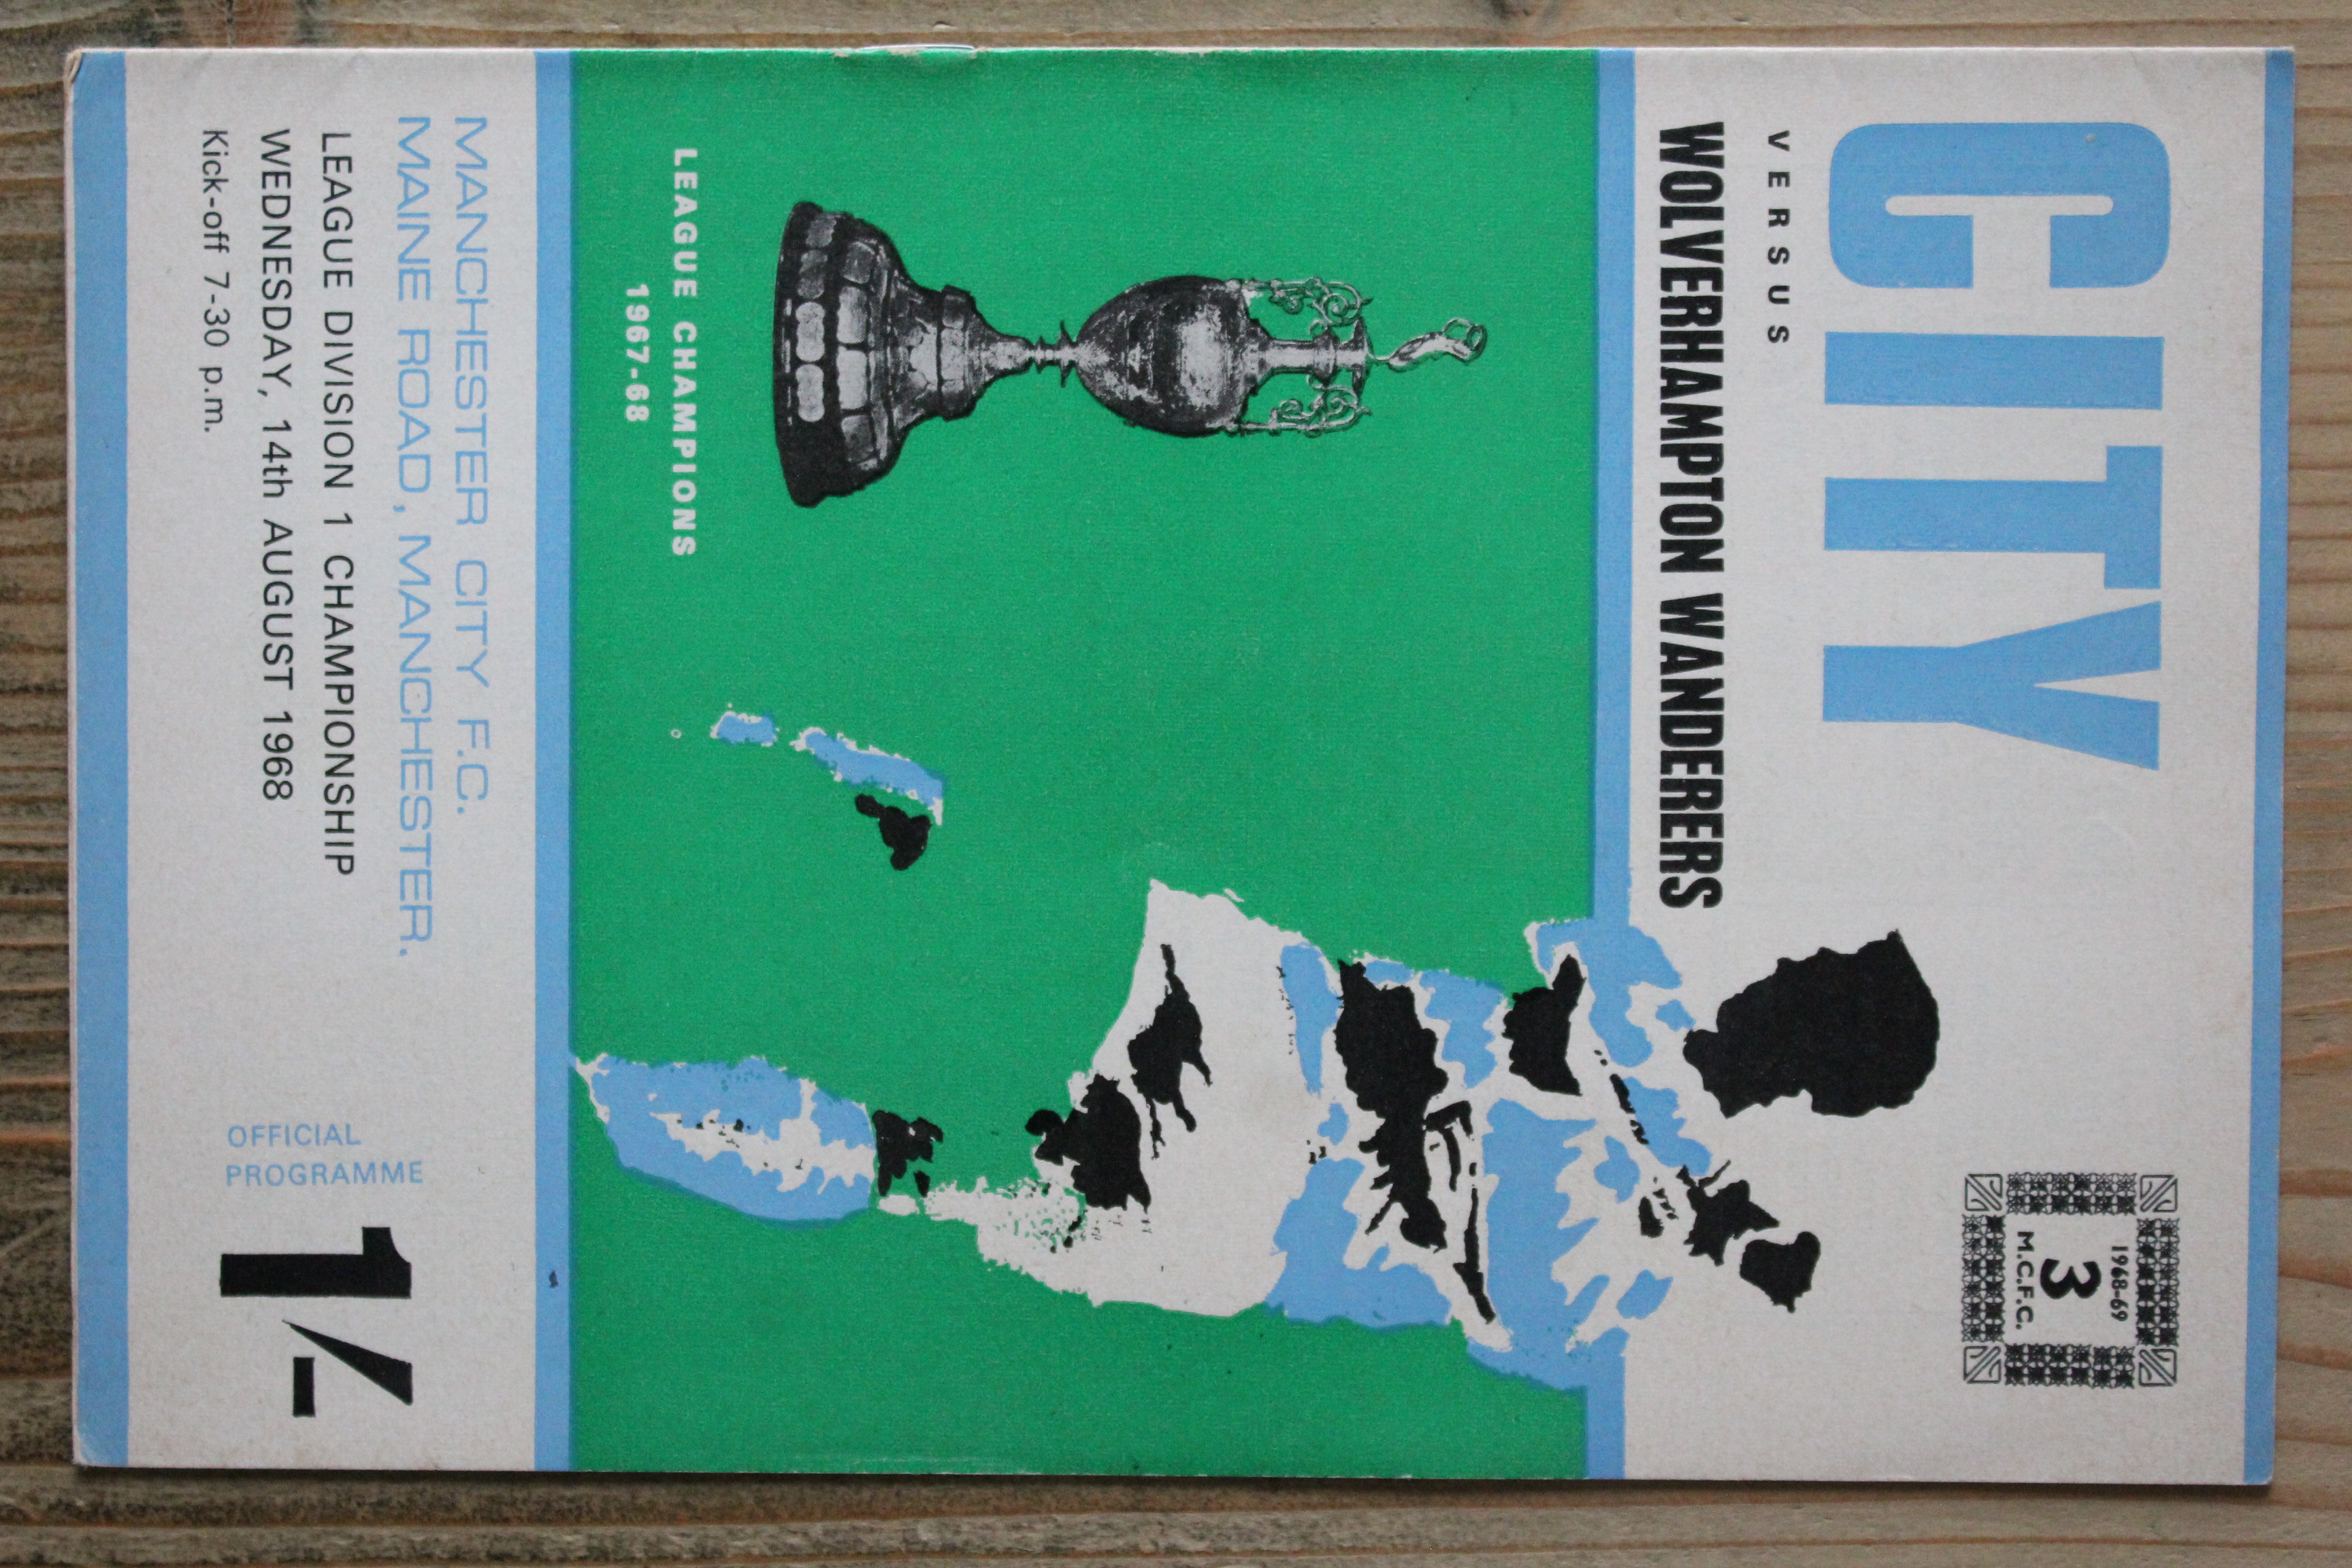 CITY
VERSUS
WOLVERHAMPTON WANDERERS
1968-69
3
M.C.F.C.
LEAGUE CHAMPIONS
1967-68
MANCHESTER CITY F.C.
MAINE ROAD, MANCHESTER.
LEAGUE DIVISION 1 CHAMPIONSHIP
WEDNESDAY, 14th AUGUST 1968
Kick-off 7-30 p.m.
OFFICIAL
PROGRAMME
1/-